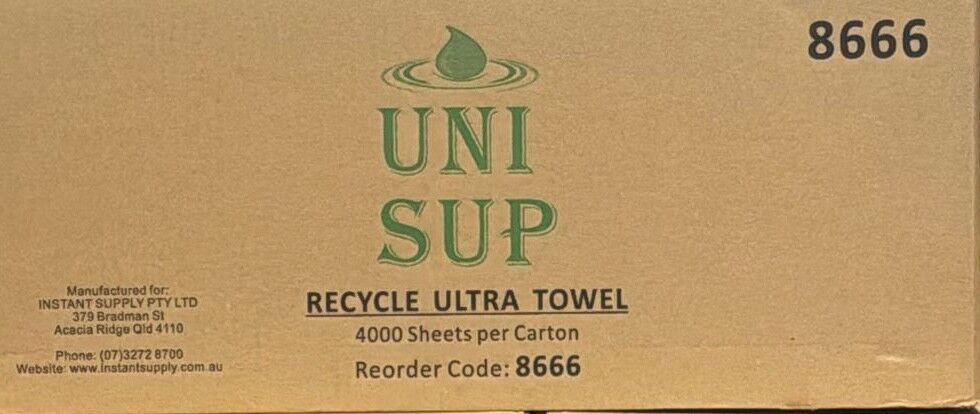 8666
UNI
SUP
Manufactured for:
INSTANT SUPPLY PTY LTD
379 Bradman St
Acacia Ridge Qld 4110
Phone: (07)3272 8700
Website: www.instantsupply.com.au
RECYCLE ULTRA TOWEL
4000 Sheets per Carton
Reorder Code: 8666